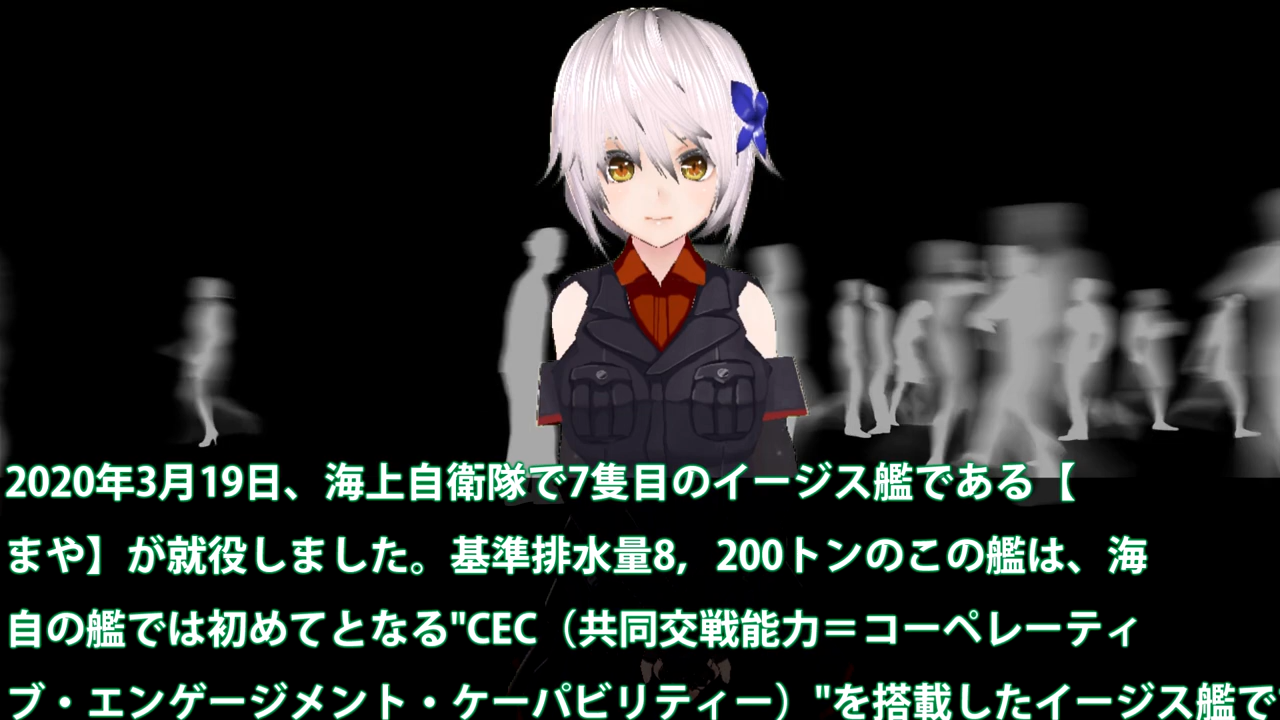 2020年3月19日、海上自衛隊で7隻目のイージス艦である【
まや】が就役しました。基準排水量8，200トンのこの艦は、海
自の艦では初めてとなる"CEC（共同交戦能力＝コーペレーティ
ブ・エンゲージメント・ケーパビリティー）"を搭載したイージス艦で